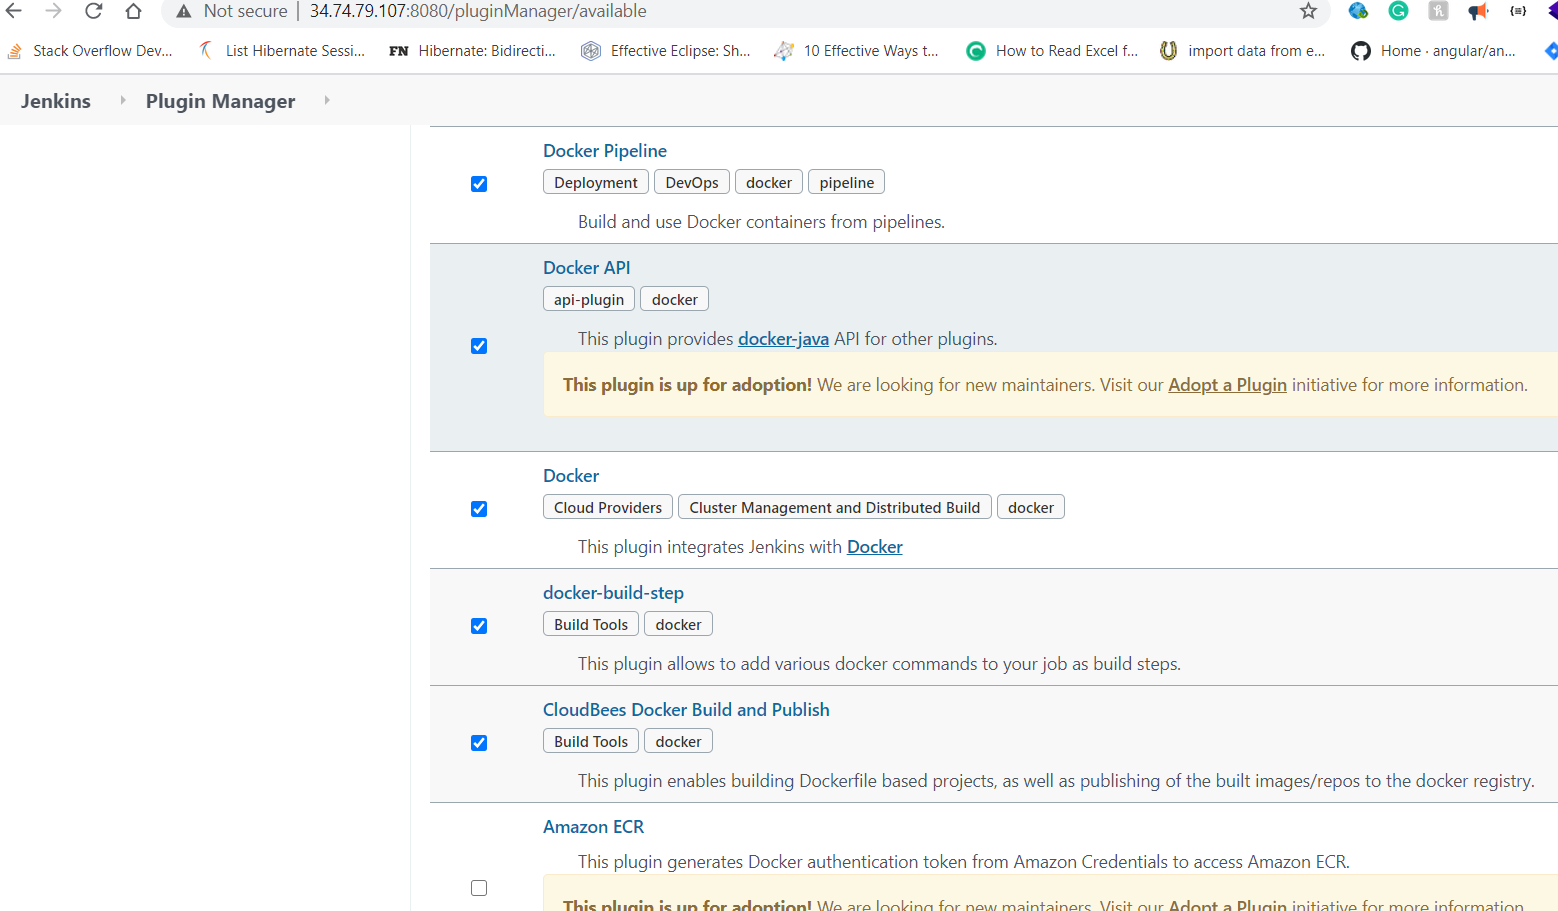 Not secure | 34.74.79.107:8080/pluginManager/available
Stack Overflow Dev... List Hibernate Sessi... FN Hibernate: Bidirecti... Effective Eclipse: Sh... 10 Effective Ways t... How to Read Excel f... import data from e... Home · angular/an...
Jenkins Plugin Manager
Docker Pipeline
Deployment DevOps docker pipeline
Build and use Docker containers from pipelines.
Docker API
api-plugin docker
This plugin provides docker-java API for other plugins.
This plugin is up for adoption! We are looking for new maintainers. Visit our Adopt a Plugin initiative for more information.
Docker
Cloud Providers Cluster Management and Distributed Build docker
This plugin integrates Jenkins with Docker
docker-build-step
Build Tools docker
This plugin allows to add various docker commands to your job as build steps.
CloudBees Docker Build and Publish
Build Tools docker
This plugin enables building Dockerfile based projects, as well as publishing of the built images/repos to the docker registry.
Amazon ECR
This plugin generates Docker authentication token from Amazon Credentials to access Amazon ECR.
This plugin is up for adoption! We are looking for new maintainers. Visit our Adopt a Plugin initiative for more information.